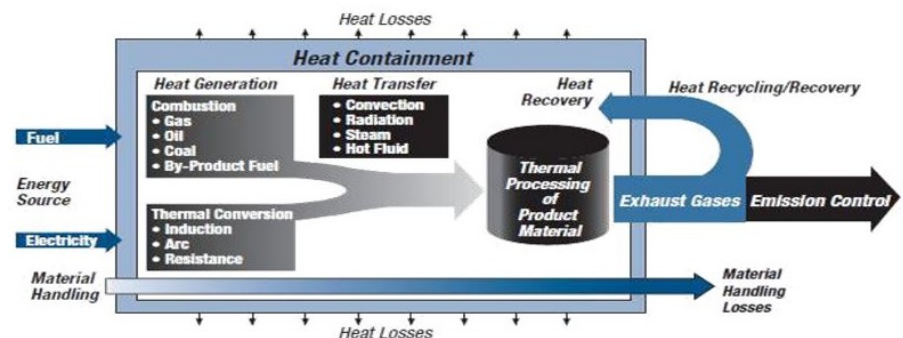 Heat Losses
Heat Containment
Heat Generation
Combustion
• Gas
• Oil
• Coal
• By-Product Fuel
Heat Transfer
• Convection
• Radiation
• Steam
• Hot Fluid
Heat
Recovery
Heat Recycling/Recovery
Fuel
Energy
Source
Electricity
Thermal Conversion
• Induction
• Arc
• Resistance
Thermal
Processing
of
Product
Material
Exhaust Gases
Emission Control
Material
Handling
Material
Handling
Losses
Heat Losses